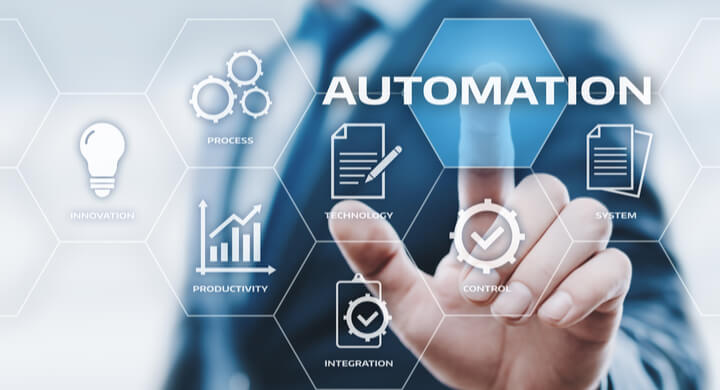 AUTOMATION
PROCESS
INNOVATION
TECHNOLOGY
SYSTEM
PRODUCTIVITY
CONTROL
INTEGRATION